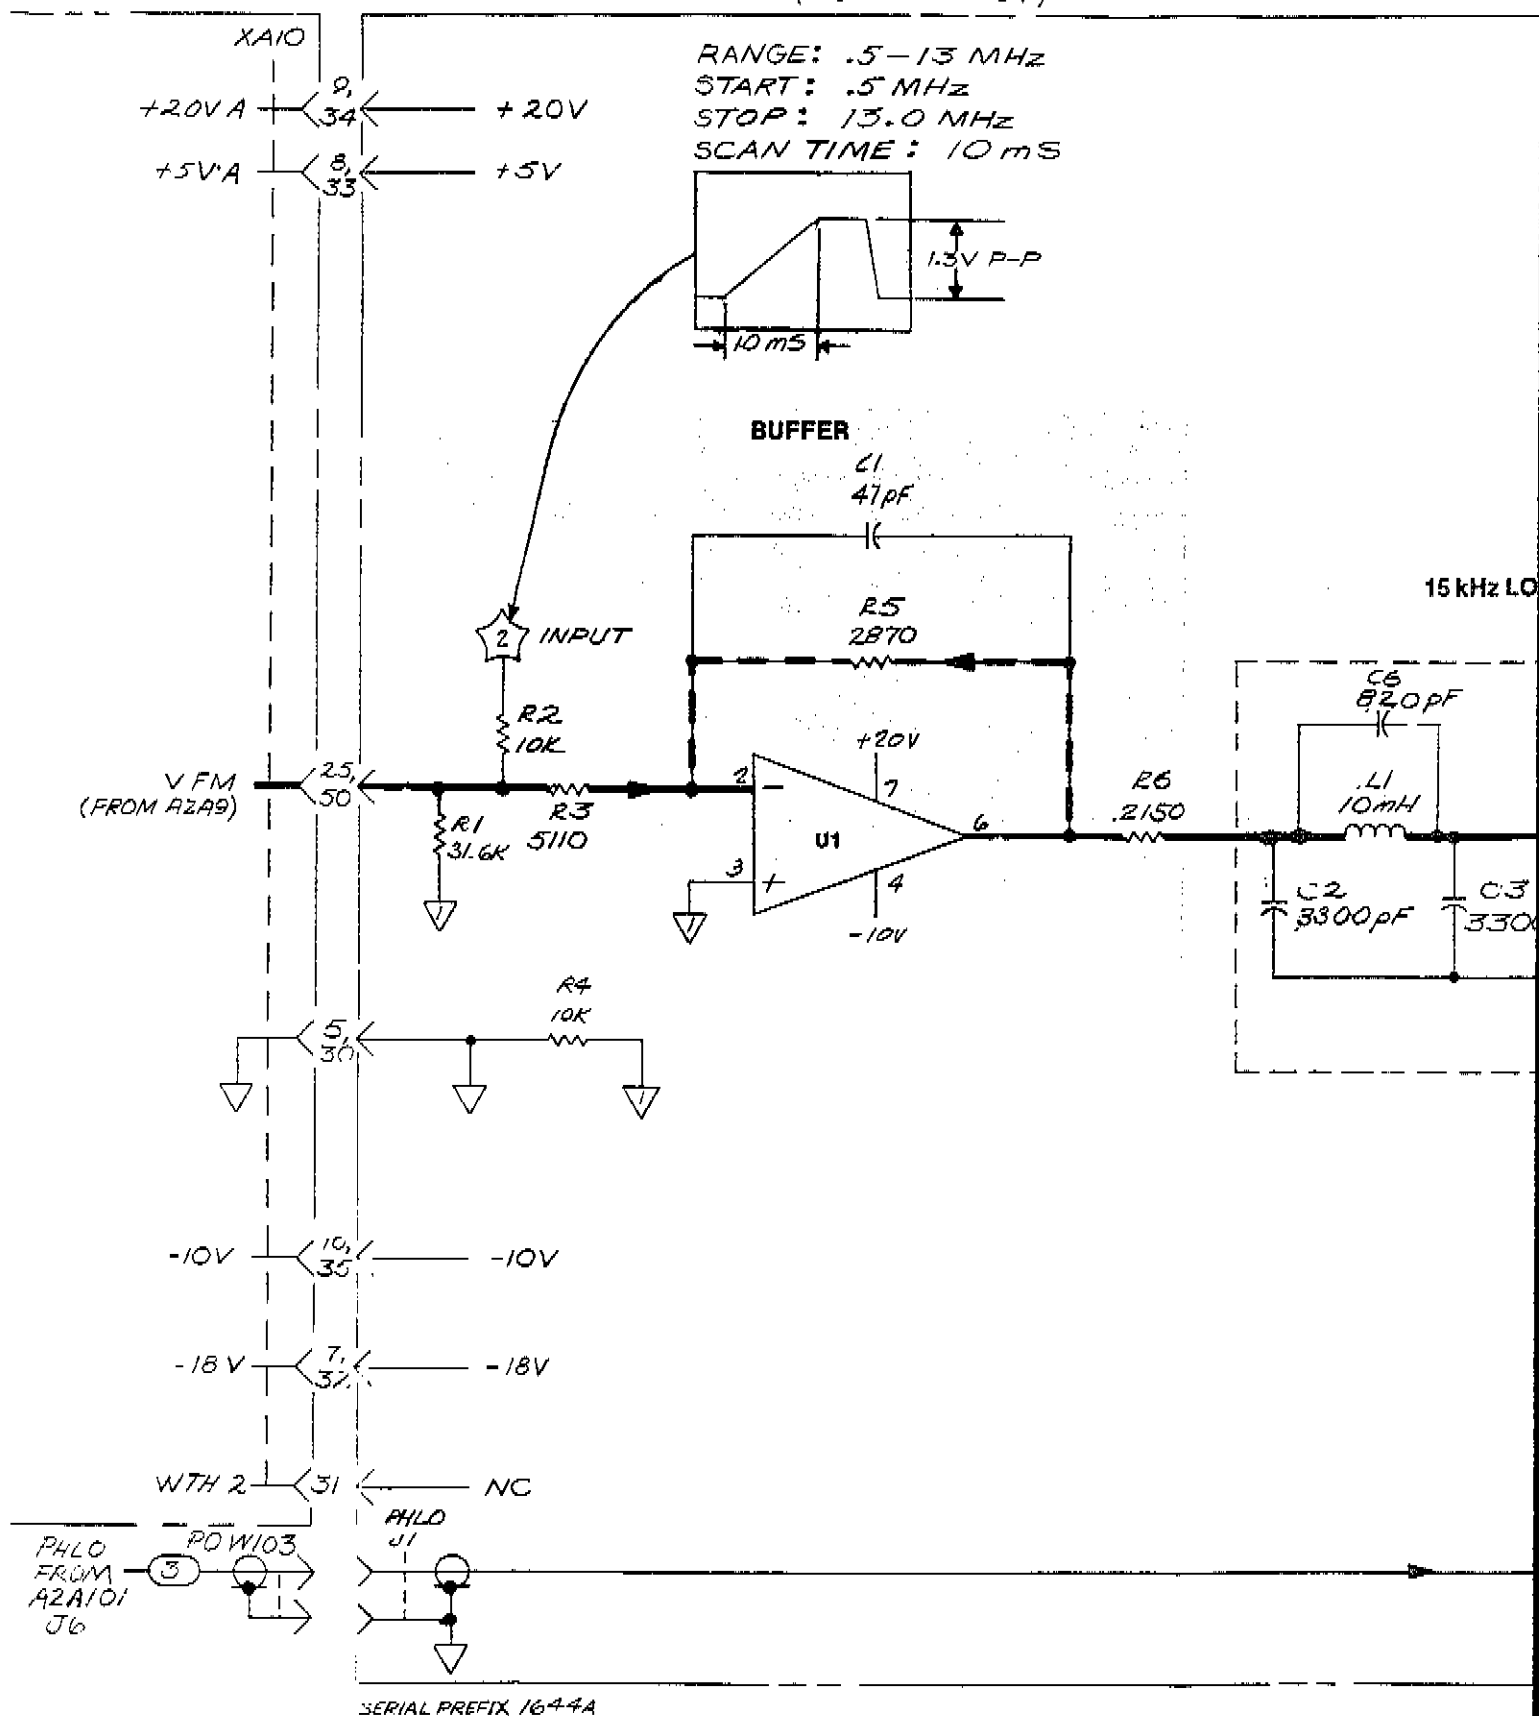 XA10
+20V A
9,
34
+20V
+5V A
8,
33
+5V
RANGE: .5-13 MHz
START: .5 MHz
STOP: 13.0 MHz
SCAN TIME: 10 mS
1.3V P-P
10 mS
BUFFER
C1
47pF
R5
2870
2
INPUT
R2
10K
V FM
(FROM A2A9)
25,
50
R1
31.6K
R3
5110
2
-
3
+
U1
+20V
7
6
4
-10V
R6
2150
15 kHz LO
C6
820pF
L1
10mH
C2
3300pF
C3
330
5,
30
R4
10K
-10V
10,
35
-10V
-18V
7,
32
-18V
WTH 2
31
NC
PHLO
FROM
A2A101
J6
3
PO W103
PHLO
J1
SERIAL PREFIX 1644A